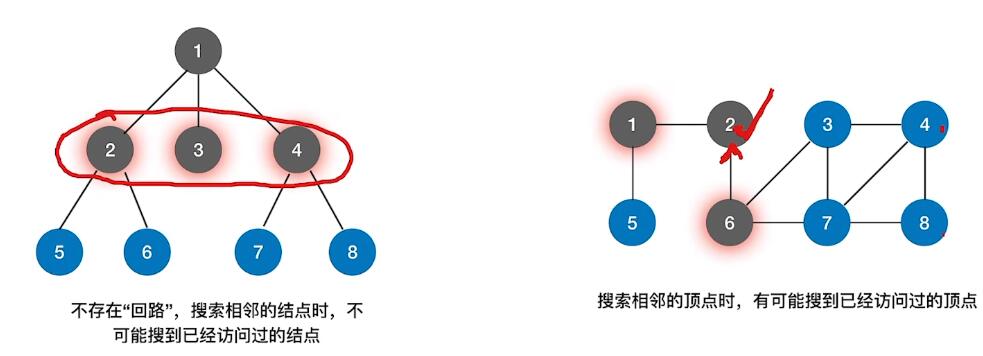 1
2 3 4
5 6 7 8
不存在“回路”，搜索相邻的结点时，不
可能搜到已经访问过的结点
1 2 3 4
5 6 7 8
搜索相邻的顶点时，有可能搜到已经访问过的顶点